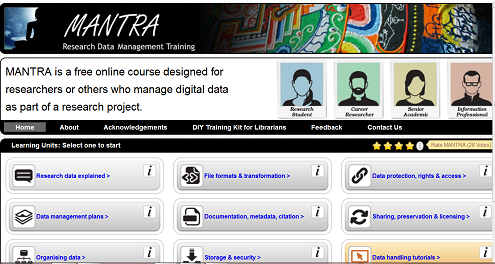 MANTRA
Research Data Management Training
MANTRA is a free online course designed for
researchers or others who manage digital data
as part of a research project.
Research Student
Career Researcher
Senior Academic
Information Professional
Home About Acknowledgements DIY Training Kit for Librarians Feedback Contact Us
Learning Units: Select one to start
Rate MANTRA (28 Votes)
Research data explained > i
File formats & transformation > i
Data protection, rights & access > i
Data management plans > i
Documentation, metadata, citation > i
Sharing, preservation & licensing > i
Organising data > i
Storage & security > i
Data handling tutorials > i